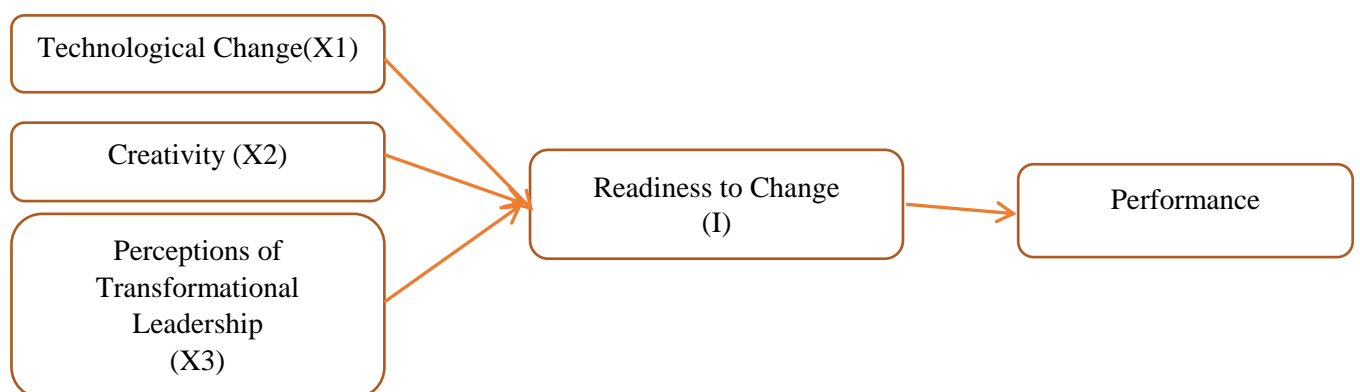 Technological Change(X1)
Creativity (X2)
Perceptions of
Transformational
Leadership
(X3)
Readiness to Change
(I)
Performance